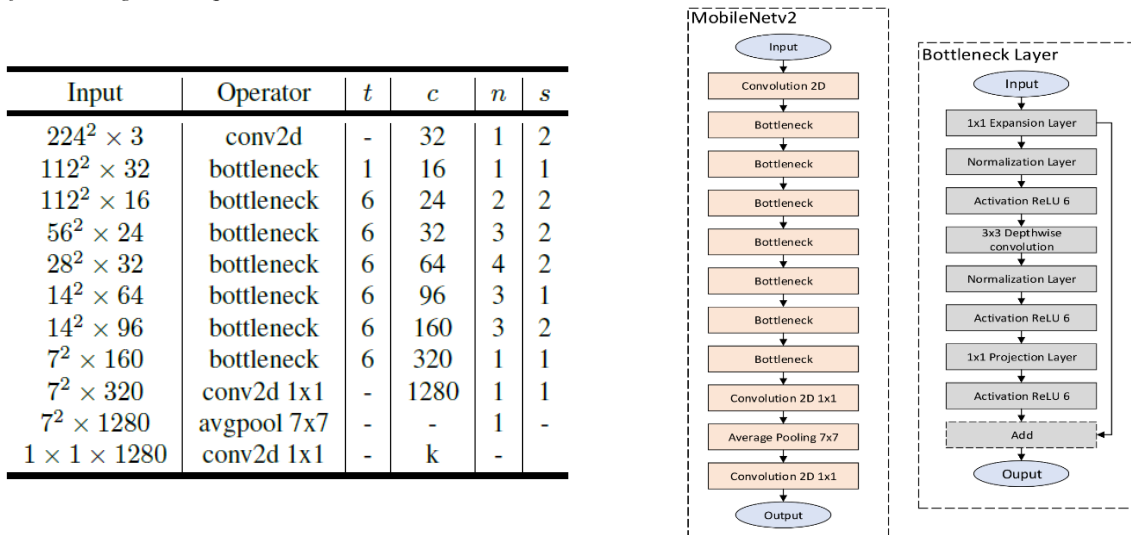 Input Operator t c n s
224² × 3 conv2d - 32 1 2
112² × 32 bottleneck 1 16 1 1
112² × 16 bottleneck 6 24 2 2
56² × 24 bottleneck 6 32 3 2
28² × 32 bottleneck 6 64 4 2
14² × 64 bottleneck 6 96 3 1
14² × 96 bottleneck 6 160 3 2
7² × 160 bottleneck 6 320 1 1
7² × 320 conv2d 1x1 - 1280 1 1
7² × 1280 avgpool 7x7 - - 1 -
1 × 1 × 1280 conv2d 1x1 - k -
MobileNetv2
Input
Convolution 2D
Bottleneck
Bottleneck
Bottleneck
Bottleneck
Bottleneck
Bottleneck
Bottleneck
Convolution 2D 1x1
Average Pooling 7x7
Convolution 2D 1x1
Output
Bottleneck Layer
Input
1x1 Expansion Layer
Normalization Layer
Activation ReLU 6
3x3 Depthwise
convolution
Normalization Layer
Activation ReLU 6
1x1 Projection Layer
Activation ReLU 6
Add
Ouput